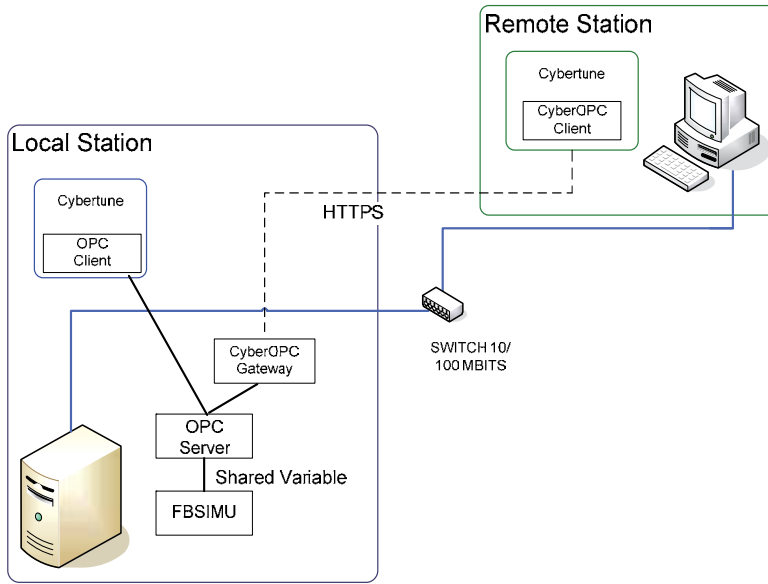 Remote Station
Cybertune
CyberOPC
Client
Local Station
Cybertune
OPC
Client
HTTPS
CyberOPC
Gateway
SWITCH 10/
100 MBITS
OPC
Server
Shared Variable
FBSIMU